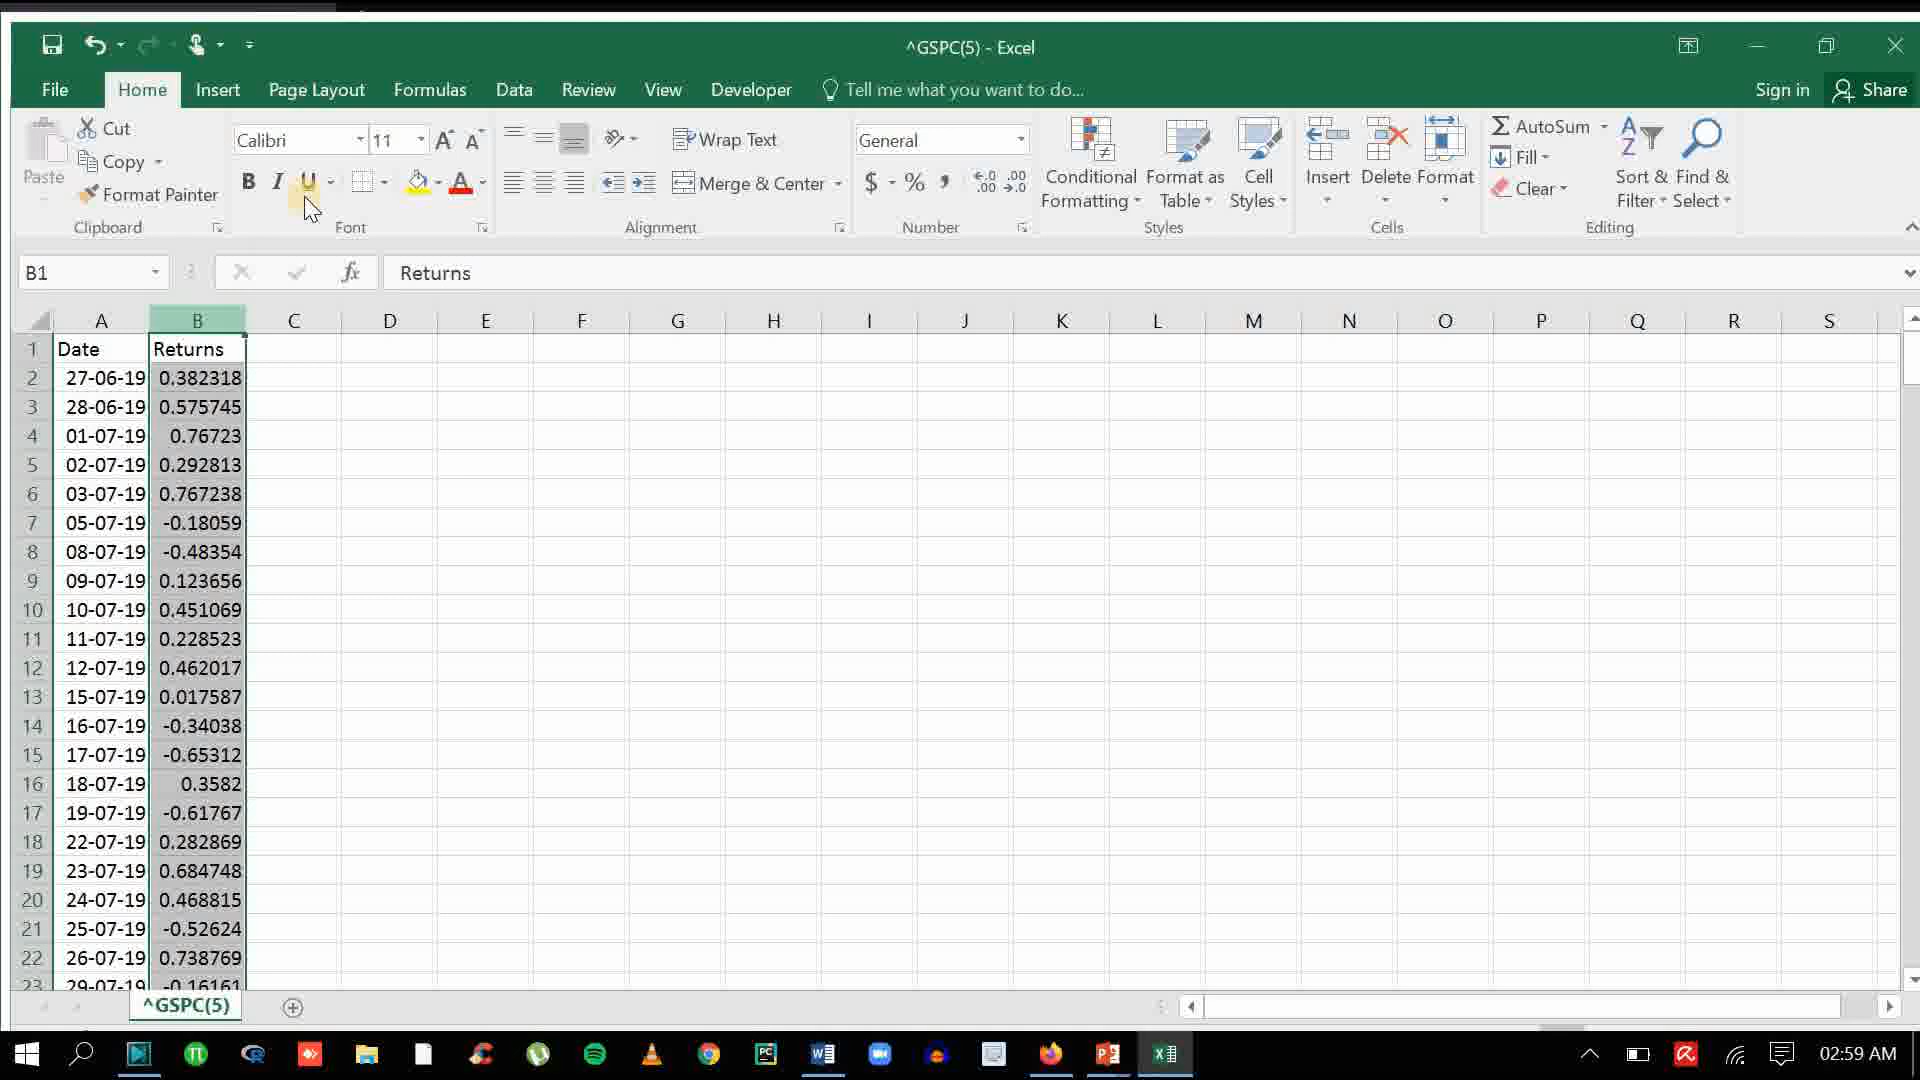 ^GSPC(5) - Excel
File Home Insert Page Layout Formulas Data Review View Developer Tell me what you want to do... Sign in Share
Paste
Cut
Copy
Format Painter
Clipboard
Calibri 11
B I U
Font
Wrap Text
Merge & Center
Alignment
General
$ % ,
Number
Conditional Formatting
Format as Table
Cell Styles
Styles
Insert Delete Format
Cells
AutoSum
Fill
Clear
Sort & Filter
Find & Select
Editing
B1 fx Returns
A B C D E F G H I J K L M N O P Q R S
1 Date Returns
2 27-06-19 0.382318
3 28-06-19 0.575745
4 01-07-19 0.76723
5 02-07-19 0.292813
6 03-07-19 0.767238
7 05-07-19 -0.18059
8 08-07-19 -0.48354
9 09-07-19 0.123656
10 10-07-19 0.451069
11 11-07-19 0.228523
12 12-07-19 0.462017
13 15-07-19 0.017587
14 16-07-19 -0.34038
15 17-07-19 -0.65312
16 18-07-19 0.3582
17 19-07-19 -0.61767
18 22-07-19 0.282869
19 23-07-19 0.684748
20 24-07-19 0.468815
21 25-07-19 -0.52624
22 26-07-19 0.738769
23 29-07-19 -0.16161
^GSPC(5)
02:59 AM